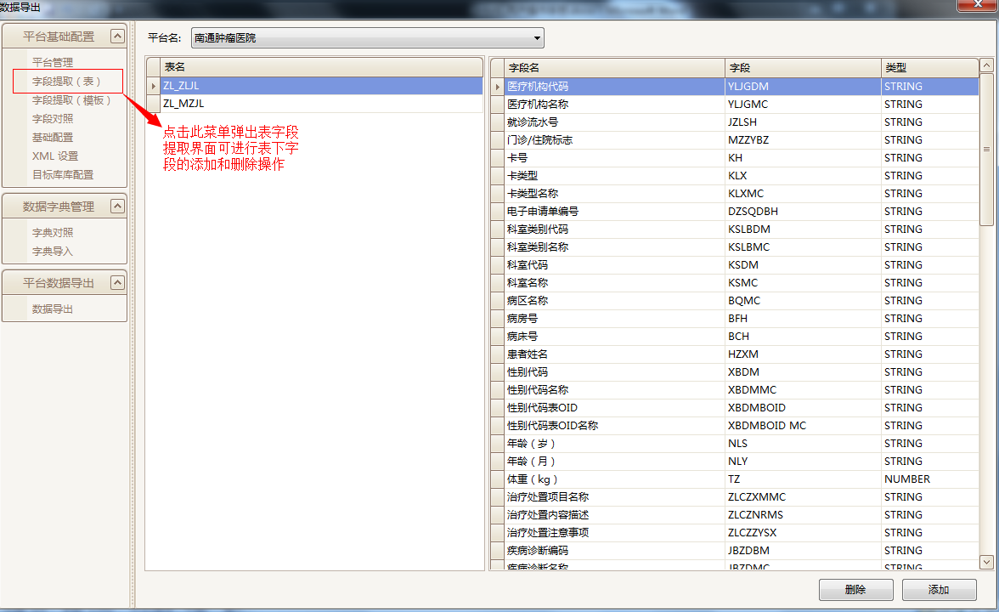 数据导出
平台基础配置
平台管理
字段提取（表）
字段提取（模板）
字段对照
基础配置
XML 设置
目标库库配置
数据字典管理
字典对照
字典导入
平台数据导出
数据导出
平台名: 南通肿瘤医院
表名
ZL_ZLJL
ZL_MZJL
点击此菜单弹出表字段
提取界面可进行表下字
段的添加和删除操作
字段名 字段 类型
医疗机构代码 YLJGDM STRING
医疗机构名称 YLJGMC STRING
就诊流水号 JZLSH STRING
门诊/住院标志 MZZYBZ STRING
卡号 KH STRING
卡类型 KLX STRING
卡类型名称 KLXMC STRING
电子申请单编号 DZSQDBH STRING
科室类别代码 KSLBDM STRING
科室类别名称 KSLBMC STRING
科室代码 KSDM STRING
科室名称 KSMC STRING
病区名称 BQMC STRING
病房号 BFH STRING
病床号 BCH STRING
患者姓名 HZXM STRING
性别代码 XBDM STRING
性别代码名称 XBDMMC STRING
性别代码表OID XBDMBOID STRING
性别代码表OID名称 XBDMBOID MC STRING
年龄（岁） NLS STRING
年龄（月） NLY STRING
体重（kg） TZ NUMBER
治疗处置项目名称 ZLCZXMMC STRING
治疗处置内容描述 ZLCZNRMS STRING
治疗处置注意事项 ZLCZZYSX STRING
疾病诊断编码 JBZDBM STRING
疾病诊断名称 JBZDMC STRING
删除 添加